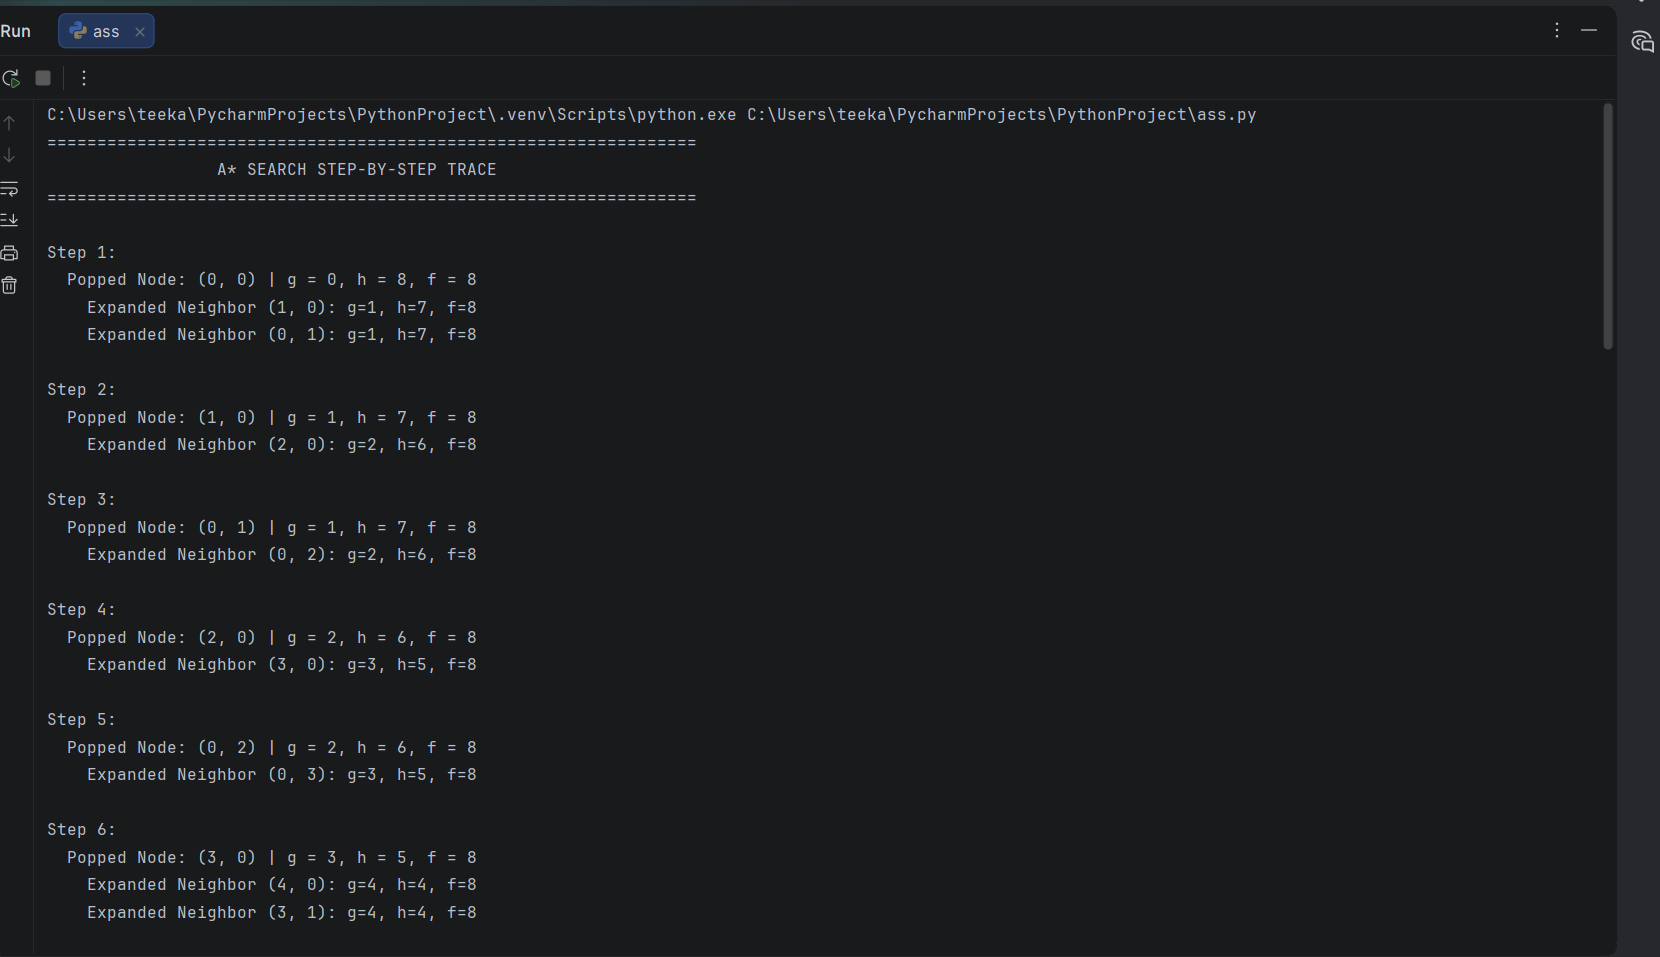 Run
ass
C:\Users\teeka\PycharmProjects\PythonProject\.venv\Scripts\python.exe C:\Users\teeka\PycharmProjects\PythonProject\ass.py
=================================================================
                 A* SEARCH STEP-BY-STEP TRACE
=================================================================

Step 1:
  Popped Node: (0, 0) | g = 0, h = 8, f = 8
    Expanded Neighbor (1, 0): g=1, h=7, f=8
    Expanded Neighbor (0, 1): g=1, h=7, f=8

Step 2:
  Popped Node: (1, 0) | g = 1, h = 7, f = 8
    Expanded Neighbor (2, 0): g=2, h=6, f=8

Step 3:
  Popped Node: (0, 1) | g = 1, h = 7, f = 8
    Expanded Neighbor (0, 2): g=2, h=6, f=8

Step 4:
  Popped Node: (2, 0) | g = 2, h = 6, f = 8
    Expanded Neighbor (3, 0): g=3, h=5, f=8

Step 5:
  Popped Node: (0, 2) | g = 2, h = 6, f = 8
    Expanded Neighbor (0, 3): g=3, h=5, f=8

Step 6:
  Popped Node: (3, 0) | g = 3, h = 5, f = 8
    Expanded Neighbor (4, 0): g=4, h=4, f=8
    Expanded Neighbor (3, 1): g=4, h=4, f=8